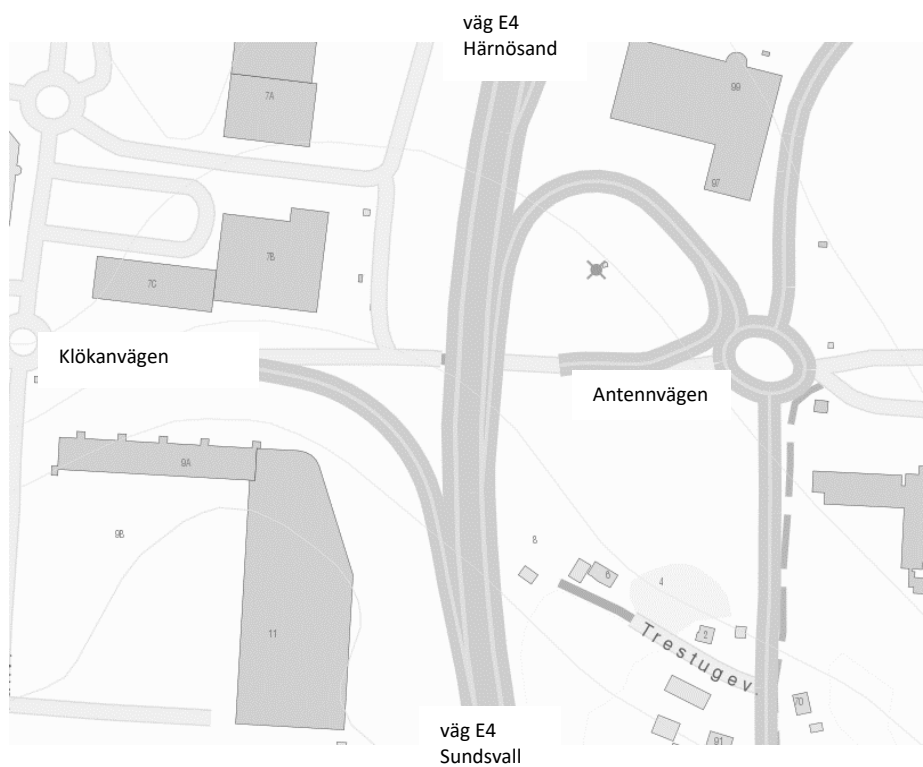 väg E4
Härnösand
7A
99
97
7B
7C
Klökanvägen
Antennvägen
9A
9B
8
6
4
11
2
Trestugev.
70
91
väg E4
Sundsvall